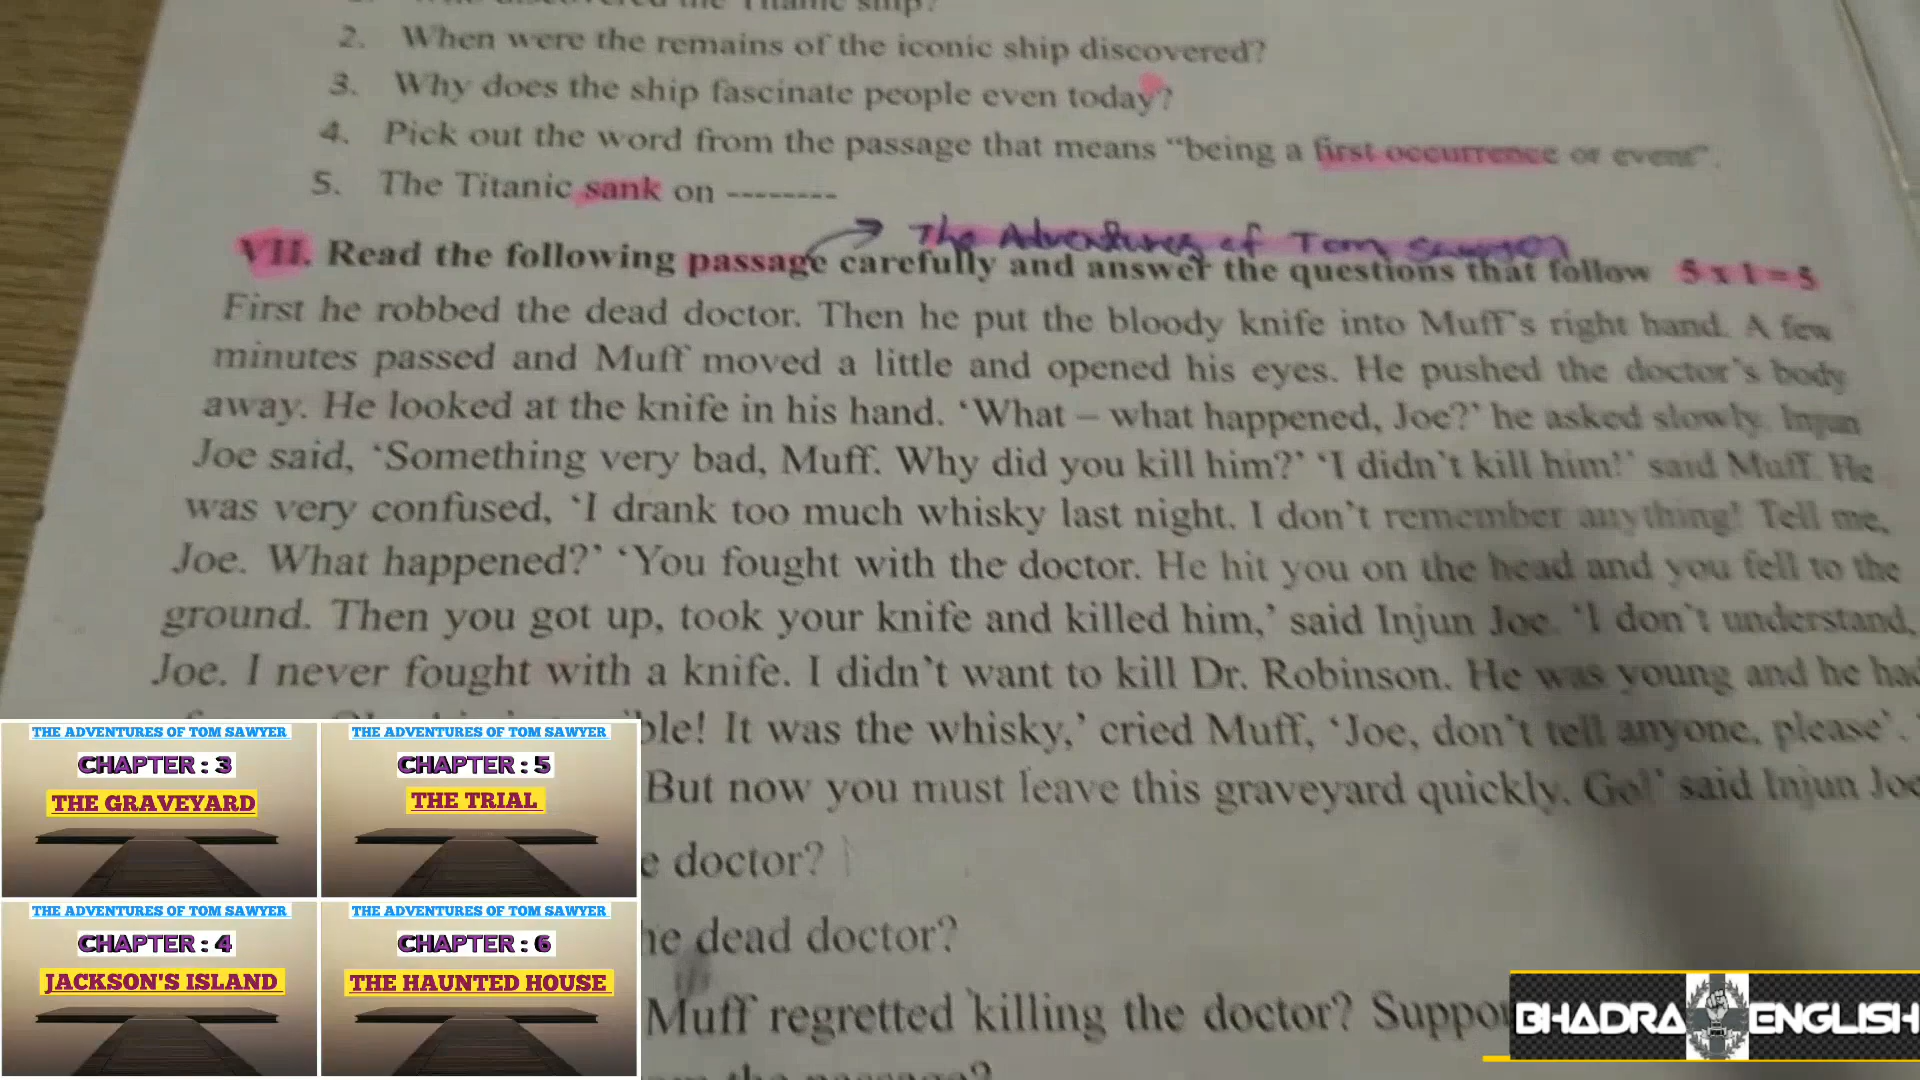 2. When were the remains of the iconic ship discovered?
3. Why does the ship fascinate people even today?
4. Pick out the word from the passage that means “being a first occurrence or event”.
5. The Titanic sank on --------
The Adventures of Tom Sawyer
VII. Read the following passage carefully and answer the questions that follow 5 x 1 = 5
First he robbed the dead doctor. Then he put the bloody knife into Muff's right hand. A few
minutes passed and Muff moved a little and opened his eyes. He pushed the doctor's body
away. He looked at the knife in his hand. ‘What – what happened, Joe?’ he asked slowly. Injun
Joe said, ‘Something very bad, Muff. Why did you kill him?’ ‘I didn't kill him!’ said Muff. He
was very confused, ‘I drank too much whisky last night. I don't remember anything! Tell me,
Joe. What happened?’ ‘You fought with the doctor. He hit you on the head and you fell to the
ground. Then you got up, took your knife and killed him,’ said Injun Joe. ‘I don't understand,
Joe. I never fought with a knife. I didn't want to kill Dr. Robinson. He was young and he had
It was the whisky,’ cried Muff, ‘Joe, don't tell anyone, please’.
But now you must leave this graveyard quickly. Go!’ said Injun Joe
doctor?
dead doctor?
Muff regretted killing the doctor?
the passage?
THE ADVENTURES OF TOM SAWYER
CHAPTER : 3
THE GRAVEYARD
THE ADVENTURES OF TOM SAWYER
CHAPTER : 5
THE TRIAL
THE ADVENTURES OF TOM SAWYER
CHAPTER : 4
JACKSON'S ISLAND
THE ADVENTURES OF TOM SAWYER
CHAPTER : 6
THE HAUNTED HOUSE
BHADRA ENGLISH